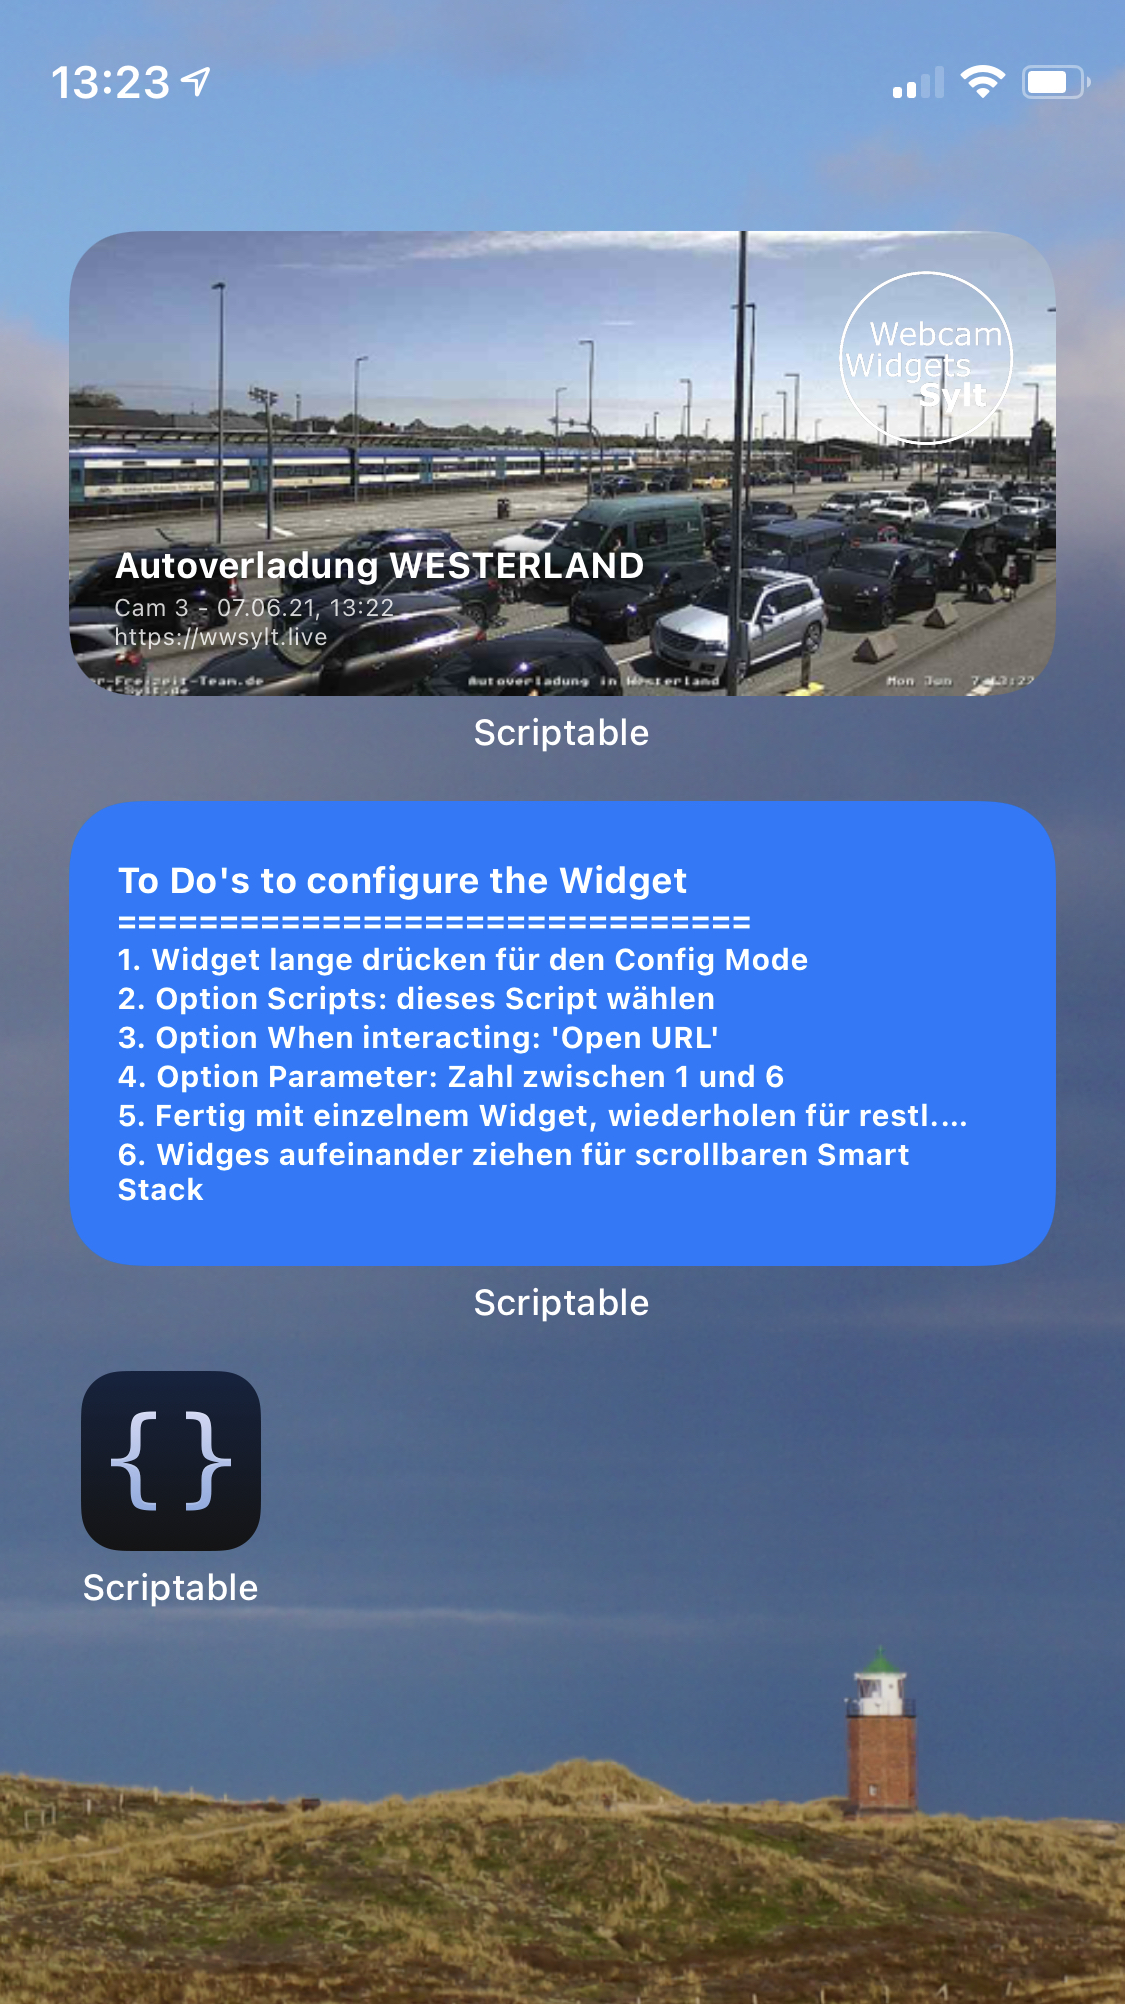 13:23
Webcam
Widgets
Sylt
Autoverladung WESTERLAND
Cam 3 - 07.06.21, 13:22
https://wwsylt.live
er-Freizeit-Team.de
Autoverladung in Westerland
Mon Jun 7 13:22
t-Sylt.de
Scriptable
To Do's to configure the Widget
===============================
1. Widget lange drücken für den Config Mode
2. Option Scripts: dieses Script wählen
3. Option When interacting: 'Open URL'
4. Option Parameter: Zahl zwischen 1 und 6
5. Fertig mit einzelnem Widget, wiederholen für restl....
6. Widges aufeinander ziehen für scrollbaren Smart
Stack
Scriptable
{ }
Scriptable